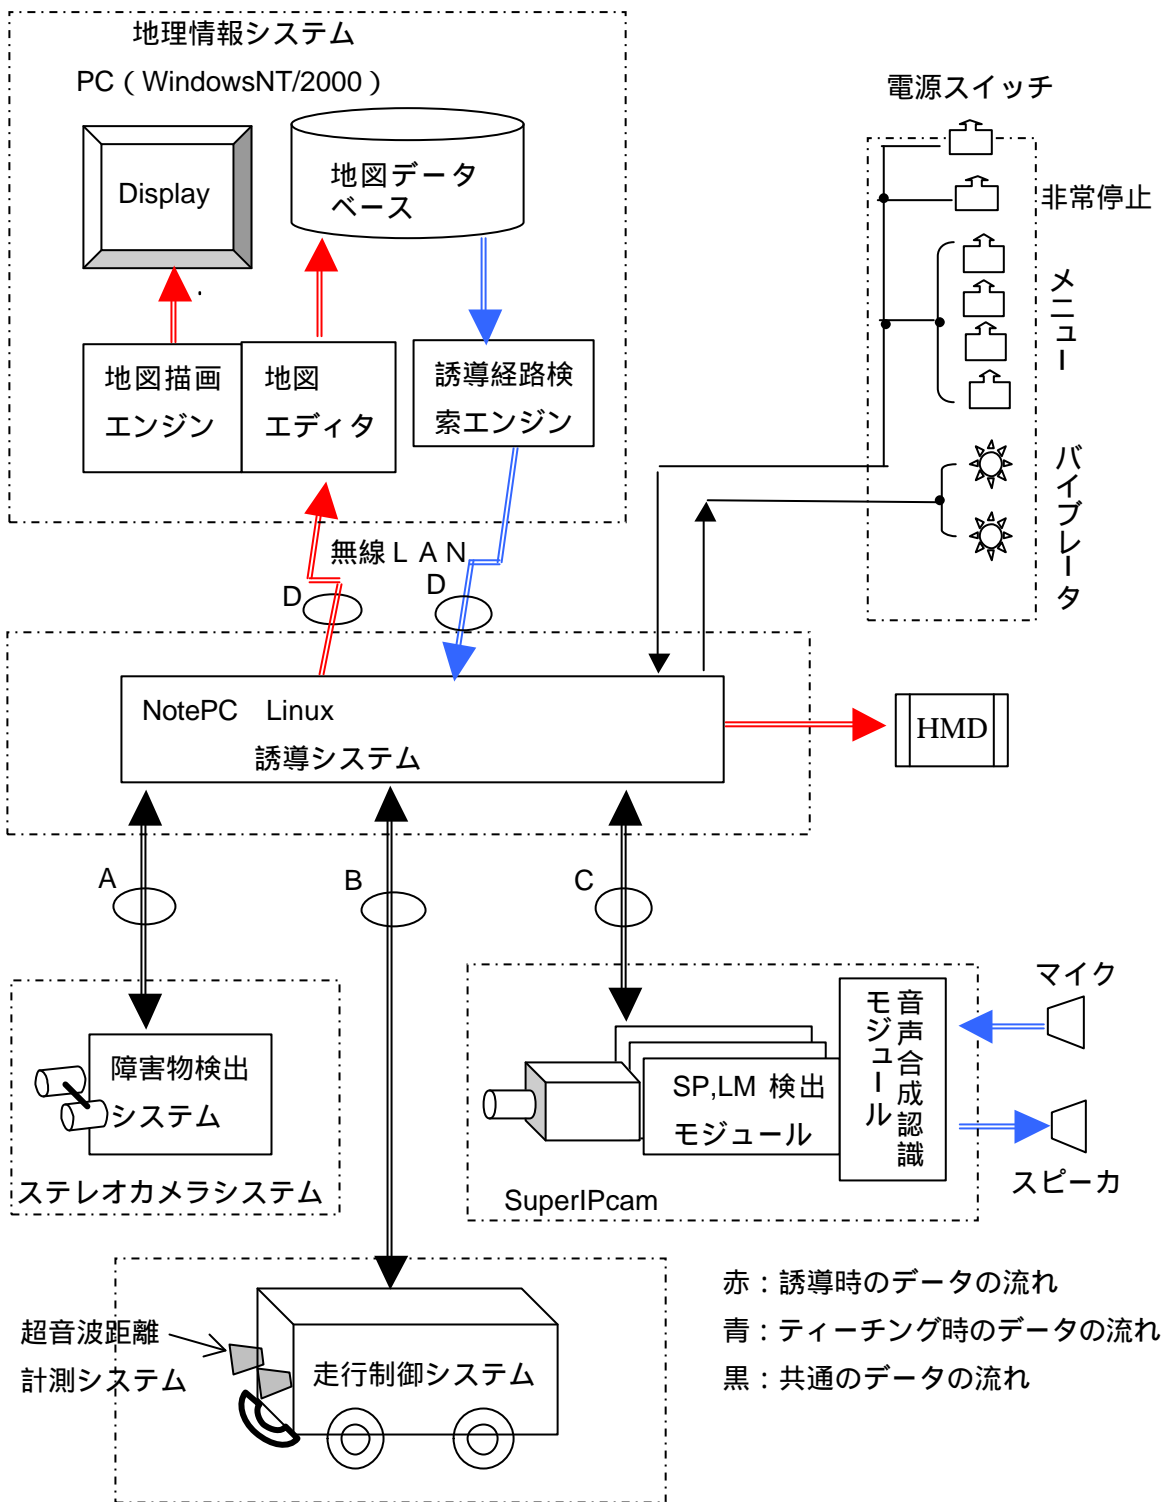 地理情報システム
PC（WindowsNT/2000）
電源スイッチ
Display
地図データ
ベース
非常停止
メニュー
地図描画
エンジン
地図
エディタ
誘導経路検
索エンジン
バイブレータ
無線ＬＡＮ
D
D
NotePC Linux
誘導システム
HMD
A
B
C
マイク
障害物検出
システム
ステレオカメラシステム
SP,LM 検出
モジュール
音声合成認識
モジュール
スピーカ
SuperIPcam
超音波距離
計測システム
走行制御システム
赤：誘導時のデータの流れ
青：ティーチング時のデータの流れ
黒：共通のデータの流れ